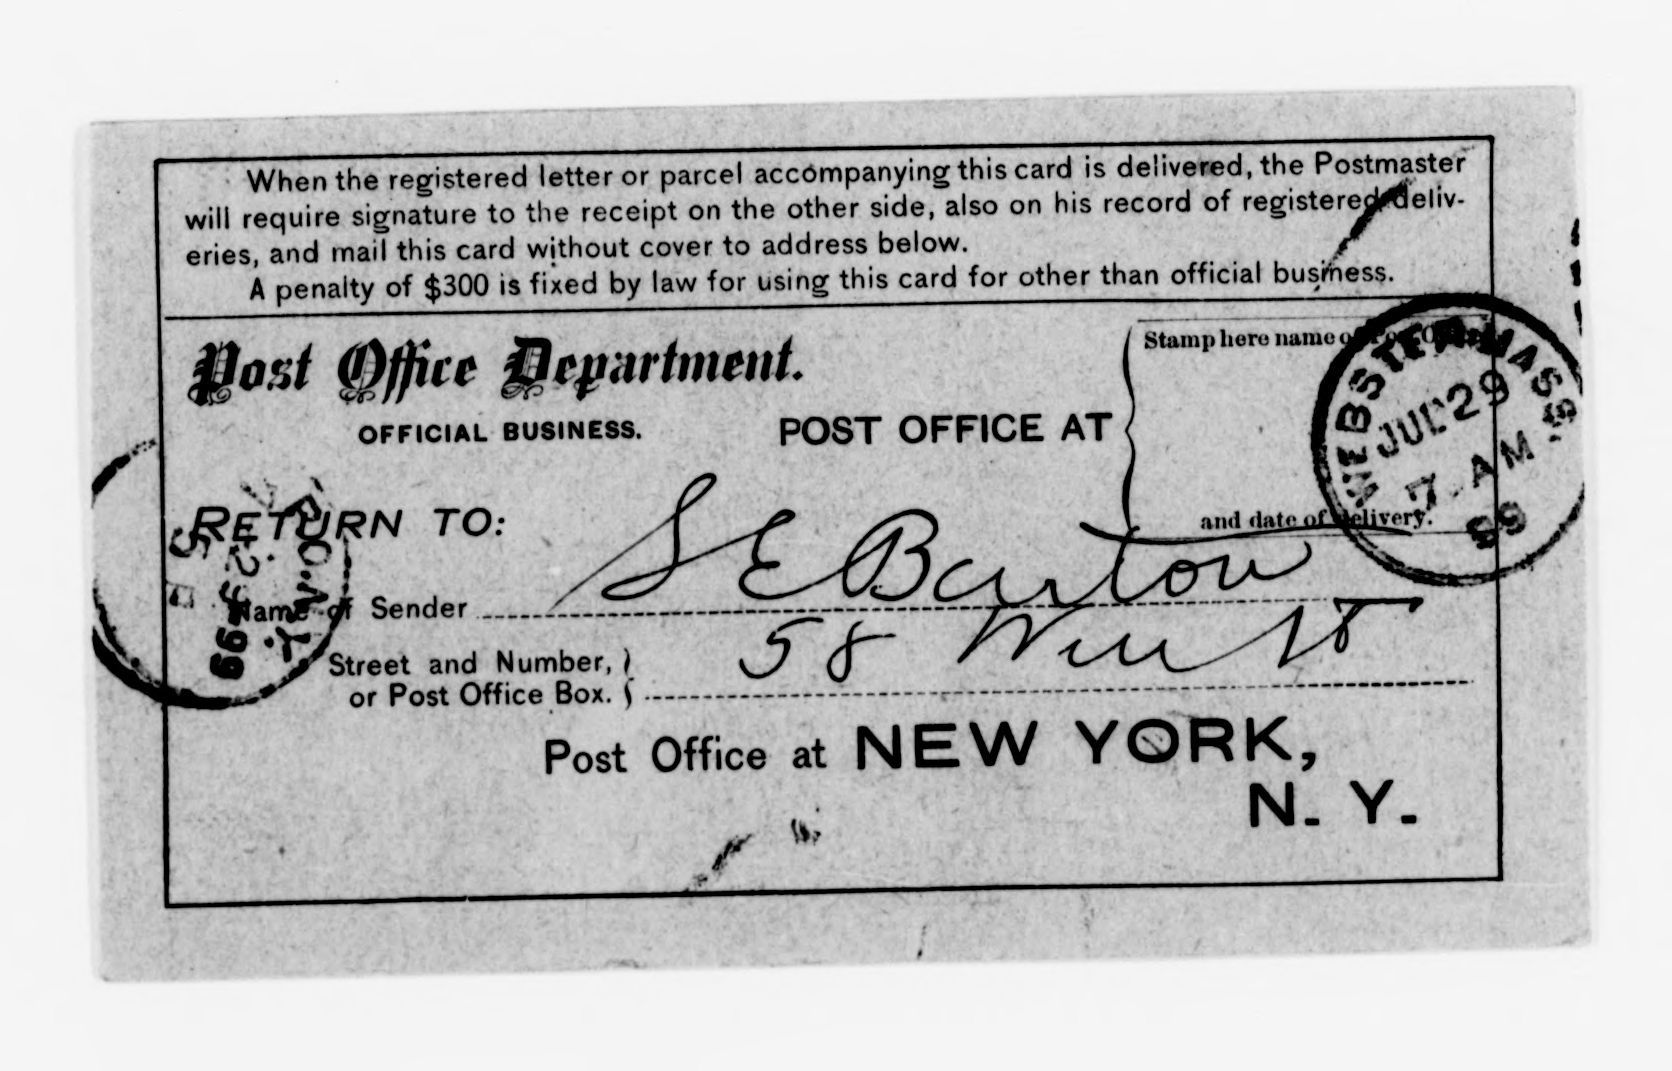 When the registered letter or parcel accompanying this card is delivered, the Postmaster
will require signature to the receipt on the other side, also on his record of registered deliv-
eries, and mail this card without cover to address below.
A penalty of $300 is fixed by law for using this card for other than official business.
Post Office Department.
OFFICIAL BUSINESS.
POST OFFICE AT
Stamp here name of Post Office
and date of delivery.
WEBSTER MASS.
JUL 29
7-AM
99
RETURN TO:
N.Y.
99
Name of Sender S E Barton
Street and Number,
or Post Office Box.
58 Wm St
Post Office at NEW YORK,
N. Y.